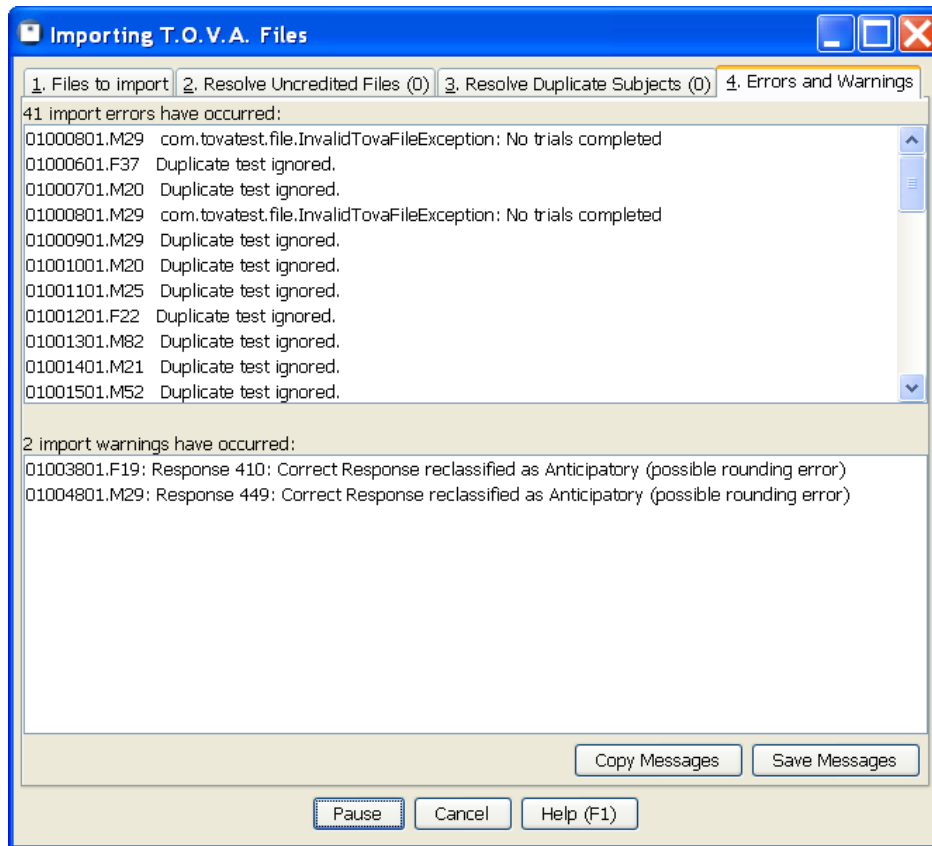 Importing T.O.V.A. Files
1. Files to import 2. Resolve Uncredited Files (0) 3. Resolve Duplicate Subjects (0) 4. Errors and Warnings
41 import errors have occurred:
01000801.M29 com.tovatest.file.InvalidTovaFileException: No trials completed
01000601.F37 Duplicate test ignored.
01000701.M20 Duplicate test ignored.
01000801.M29 com.tovatest.file.InvalidTovaFileException: No trials completed
01000901.M29 Duplicate test ignored.
01001001.M20 Duplicate test ignored.
01001101.M25 Duplicate test ignored.
01001201.F22 Duplicate test ignored.
01001301.M82 Duplicate test ignored.
01001401.M21 Duplicate test ignored.
01001501.M52 Duplicate test ignored.
2 import warnings have occurred:
01003801.F19: Response 410: Correct Response reclassified as Anticipatory (possible rounding error)
01004801.M29: Response 449: Correct Response reclassified as Anticipatory (possible rounding error)
Copy Messages Save Messages
Pause Cancel Help (F1)